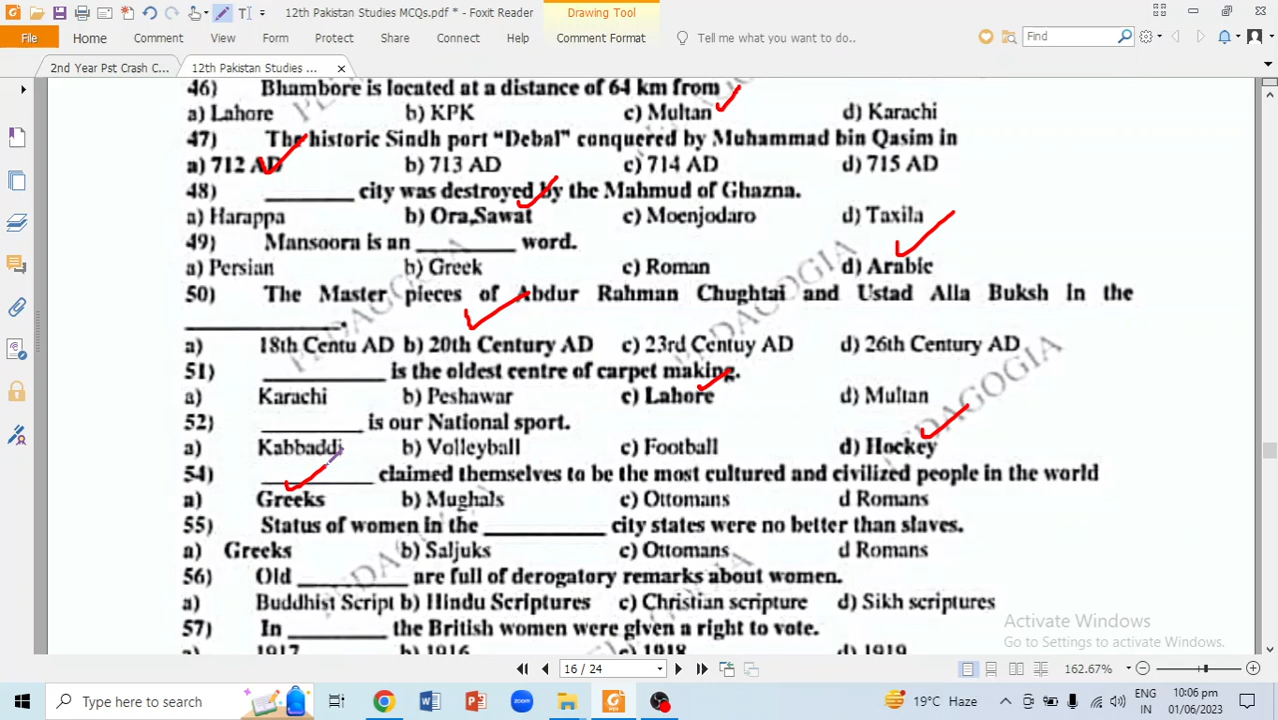 12th Pakistan Studies MCQs.pdf * - Foxit Reader
Drawing Tool
File Home Comment View Form Protect Share Connect Help Comment Format Tell me what you want to do.. Find
2nd Year Pst Crash C... 12th Pakistan Studies ...
46) Bhambore is located at a distance of 64 km from
a) Lahore b) KPK c) Multan d) Karachi
47) The historic Sindh port “Debal” conquered by Muhammad bin Qasim in
a) 712 AD b) 713 AD c) 714 AD d) 715 AD
48) ________ city was destroyed by the Mahmud of Ghazna.
a) Harappa b) Ora,Sawat c) Moenjodaro d) Taxila
49) Mansoora is an ________ word.
a) Persian b) Greek c) Roman d) Arabic
50) The Master pieces of Abdur Rahman Chughtai and Ustad Alla Buksh in the
____________.
a) 18th Centu AD b) 20th Century AD c) 23rd Centuy AD d) 26th Century AD
51) __________ is the oldest centre of carpet making.
a) Karachi b) Peshawar c) Lahore d) Multan
52) ________ is our National sport.
a) Kabbaddi b) Volleyball c) Football d) Hockey
54) _________ claimed themselves to be the most cultured and civilized people in the world
a) Greeks b) Mughals c) Ottomans d Romans
55) Status of women in the __________ city states were no better than slaves.
a) Greeks b) Saljuks c) Ottomans d Romans
56) Old _________ are full of derogatory remarks about women.
a) Buddhist Script b) Hindu Scriptures c) Christian scripture d) Sikh scriptures
57) In ________ the British women were given a right to vote.
a) 1917 b) 1916 c) 1918 d) 1919
PEDAGOGIA
Activate Windows
Go to Settings to activate Windows.
16 / 24 162.67%
Type here to search 19°C Haze ENG 10:06 pm
IN 01/06/2023